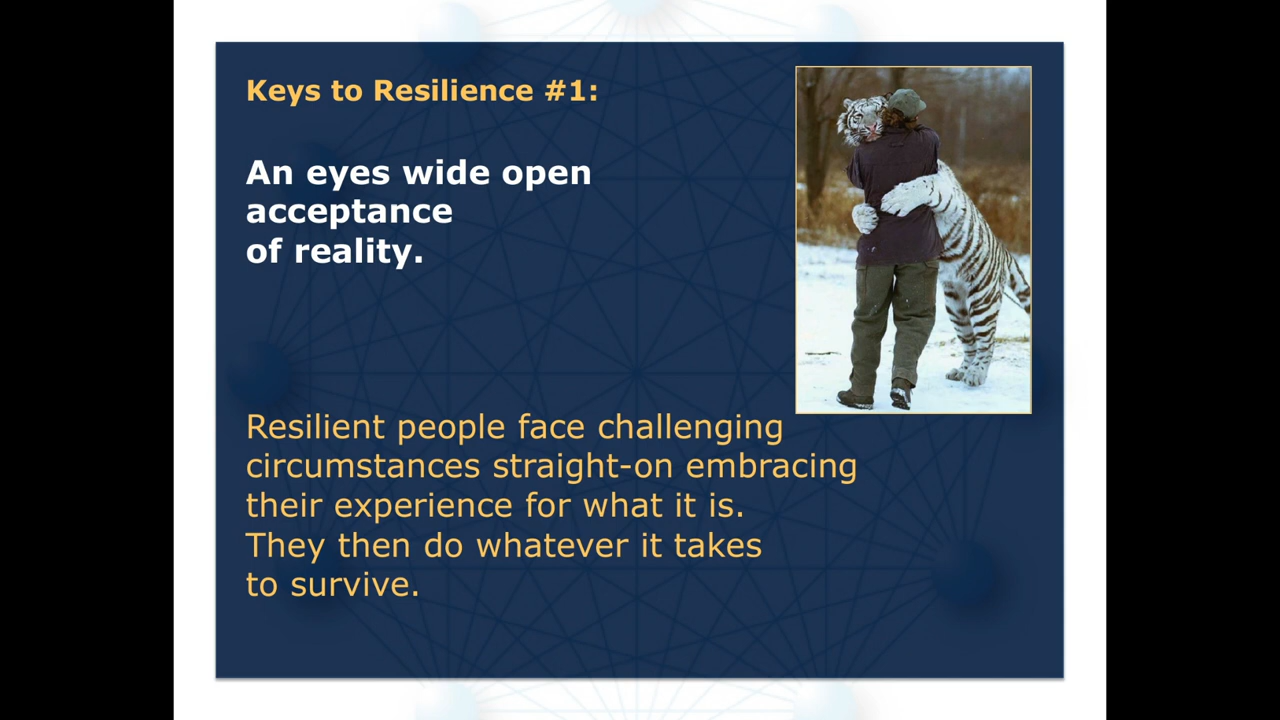 Keys to Resilience #1:
An eyes wide open
acceptance
of reality.
Resilient people face challenging
circumstances straight-on embracing
their experience for what it is.
They then do whatever it takes
to survive.